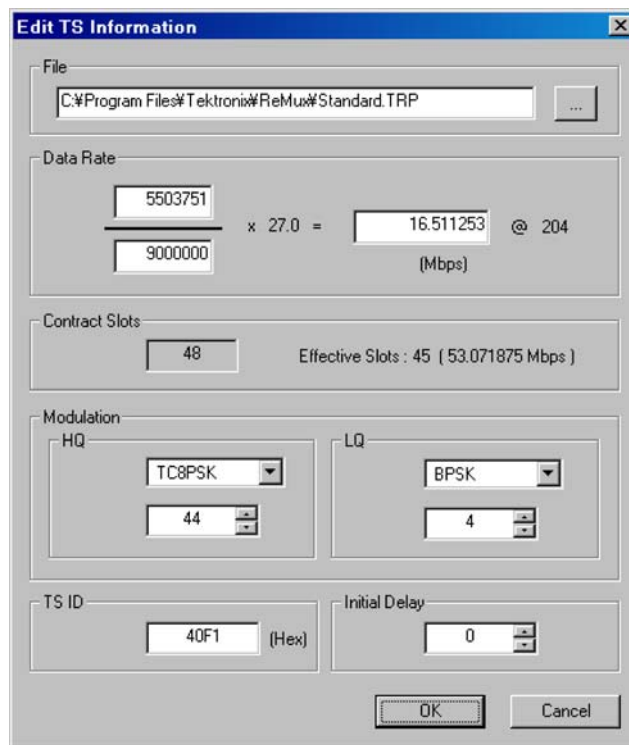 Edit TS Information
File
C:¥Program Files¥Tektronix¥ReMux¥Standard.TRP
...
Data Rate
5503751
9000000
x 27.0 =
16.511253
@ 204
(Mbps)
Contract Slots
48
Effective Slots : 45 ( 53.071875 Mbps )
Modulation
HQ
TC8PSK
44
LQ
BPSK
4
TS ID
40F1
(Hex)
Initial Delay
0
OK
Cancel